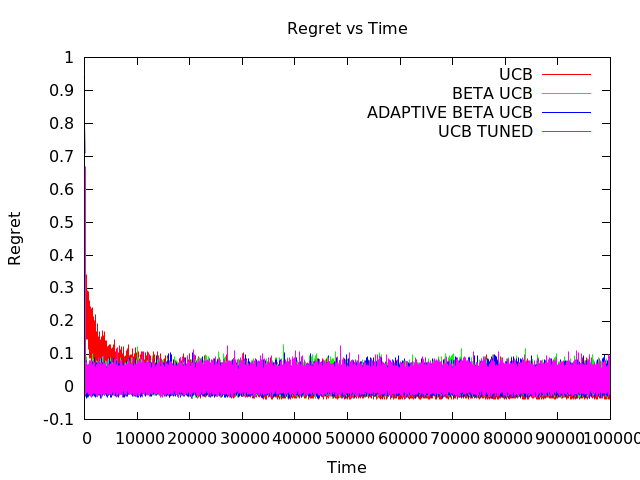 Regret vs Time
1
0.9
0.8
0.7
0.6
0.5
0.4
0.3
0.2
0.1
0
-0.1
Regret
UCB
BETA UCB
ADAPTIVE BETA UCB
UCB TUNED
0 10000 20000 30000 40000 50000 60000 70000 80000 90000 100000
Time